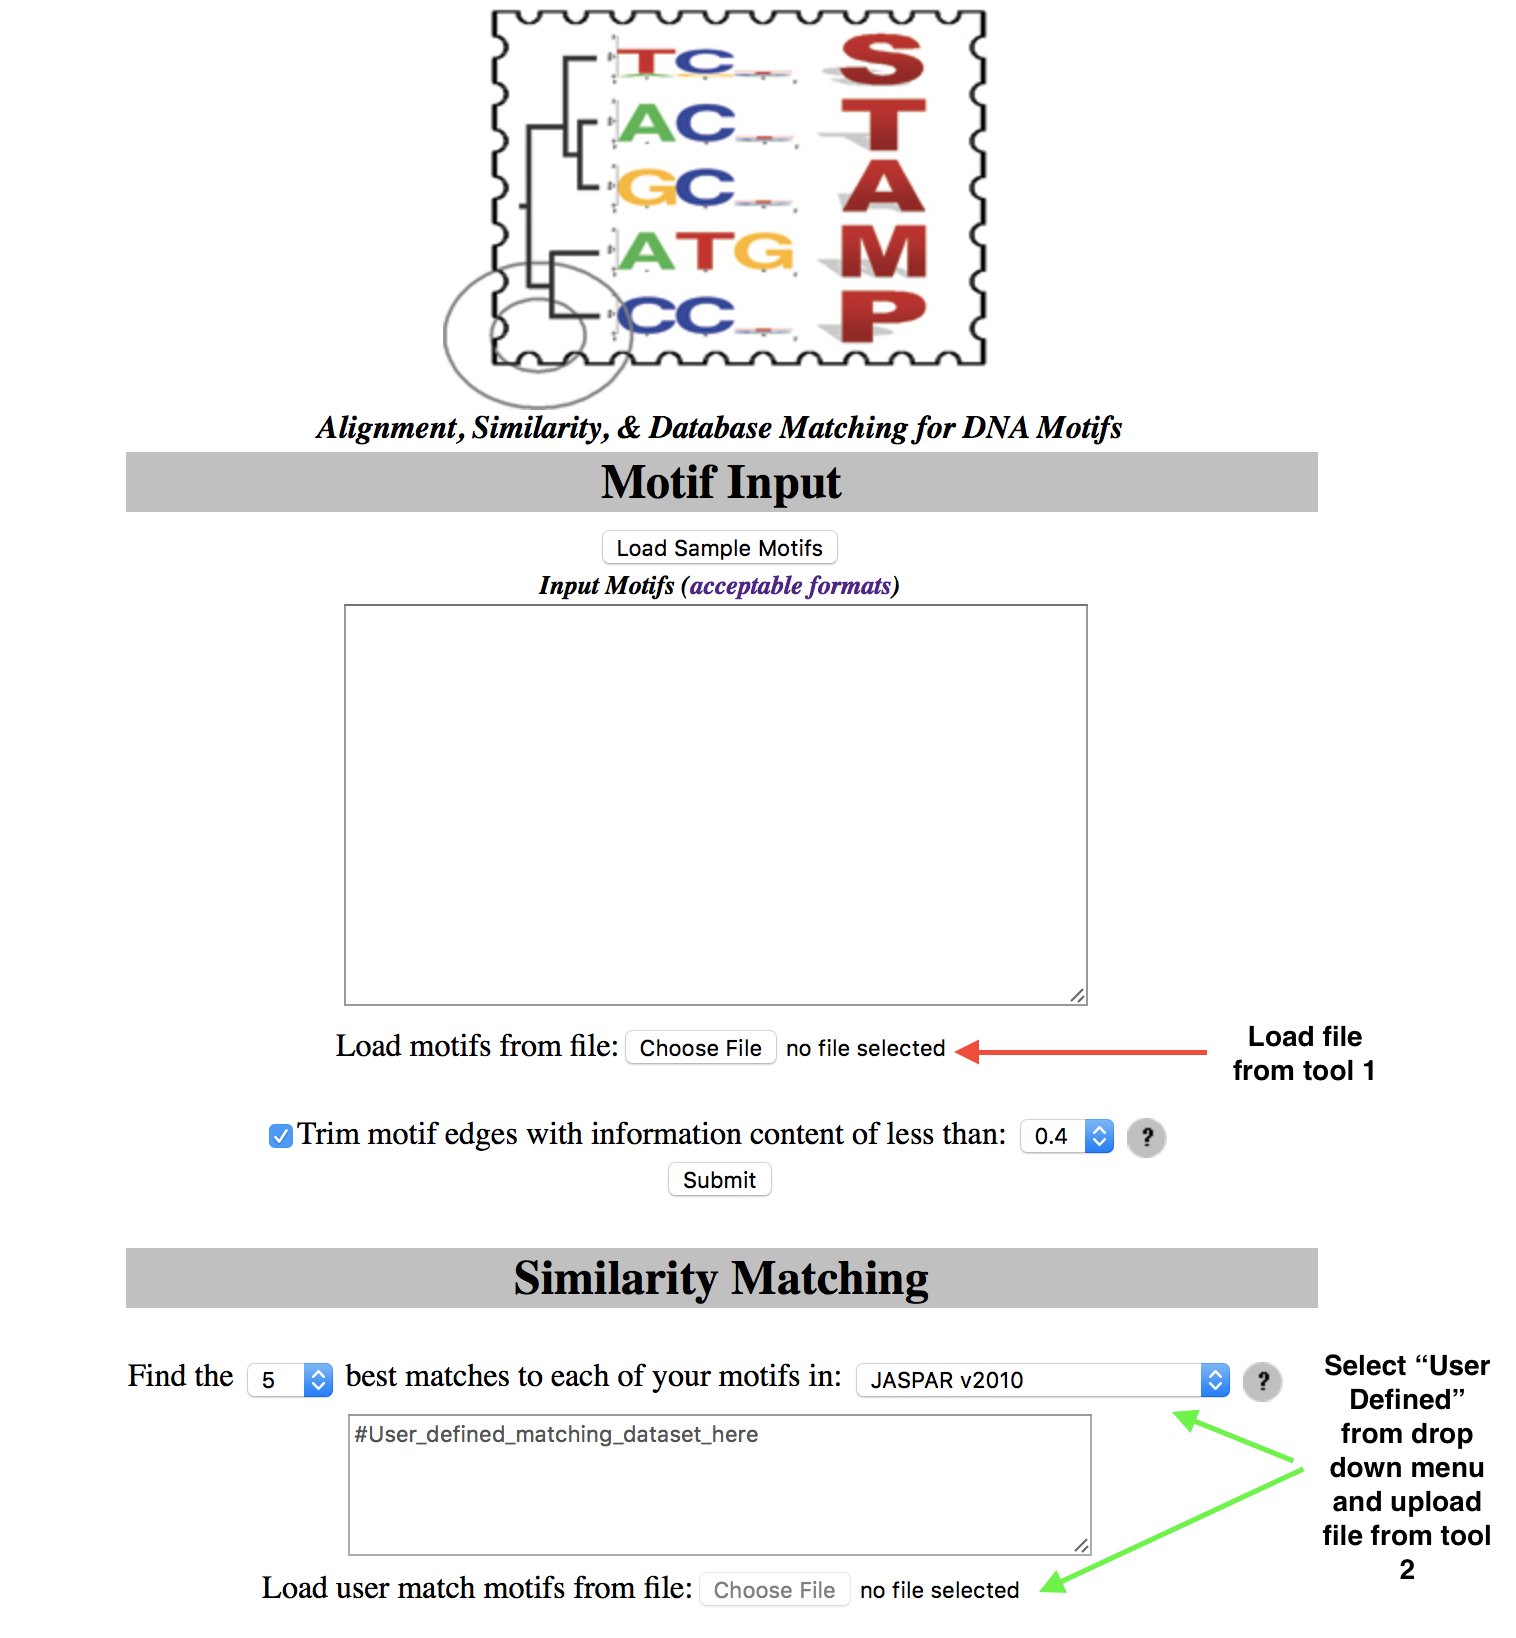 TC
S
AC
T
GC
A
ATG
M
CC
P
Alignment, Similarity, & Database Matching for DNA Motifs
Motif Input
Load Sample Motifs
Input Motifs (acceptable formats)
Load motifs from file: Choose File no file selected
Load file
from tool 1
Trim motif edges with information content of less than: 0.4 ?
Submit
Similarity Matching
Find the 5 best matches to each of your motifs in: JASPAR v2010 ?
#User_defined_matching_dataset_here
Select “User
Defined”
from drop
down menu
and upload
file from tool
2
Load user match motifs from file: Choose File no file selected